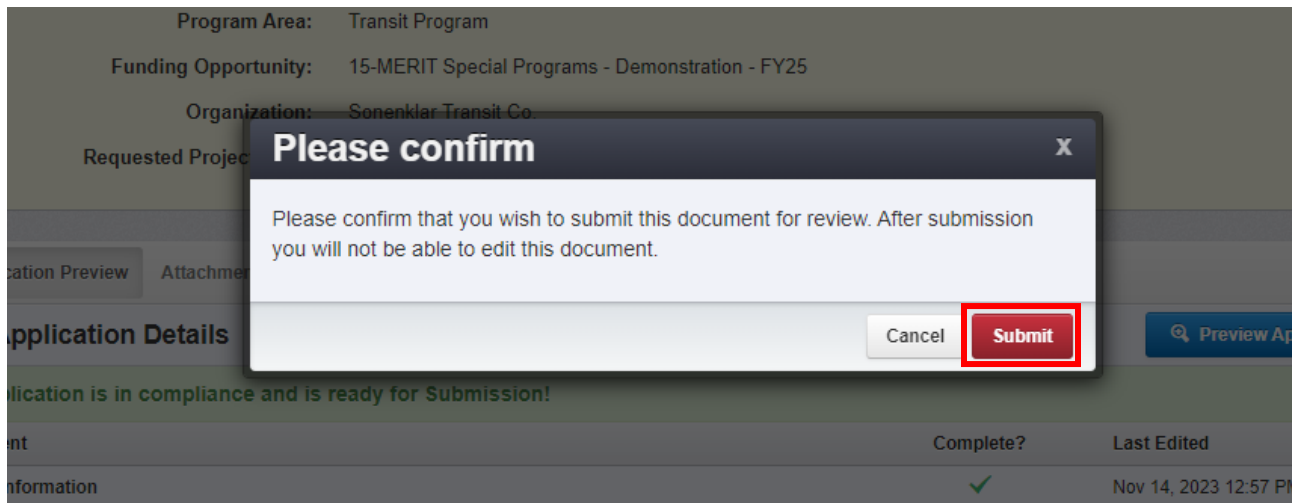 Program Area: Transit Program
Funding Opportunity: 15-MERIT Special Programs - Demonstration - FY25
Organization: Sonenklar Transit Co.
Requested Projec
Please confirm x
Please confirm that you wish to submit this document for review. After submission
you will not be able to edit this document.
cation Preview Attachmen
Cancel Submit
Application Details Preview Ap
plication is in compliance and is ready for Submission!
ent Complete? Last Edited
nformation Nov 14, 2023 12:57 PM